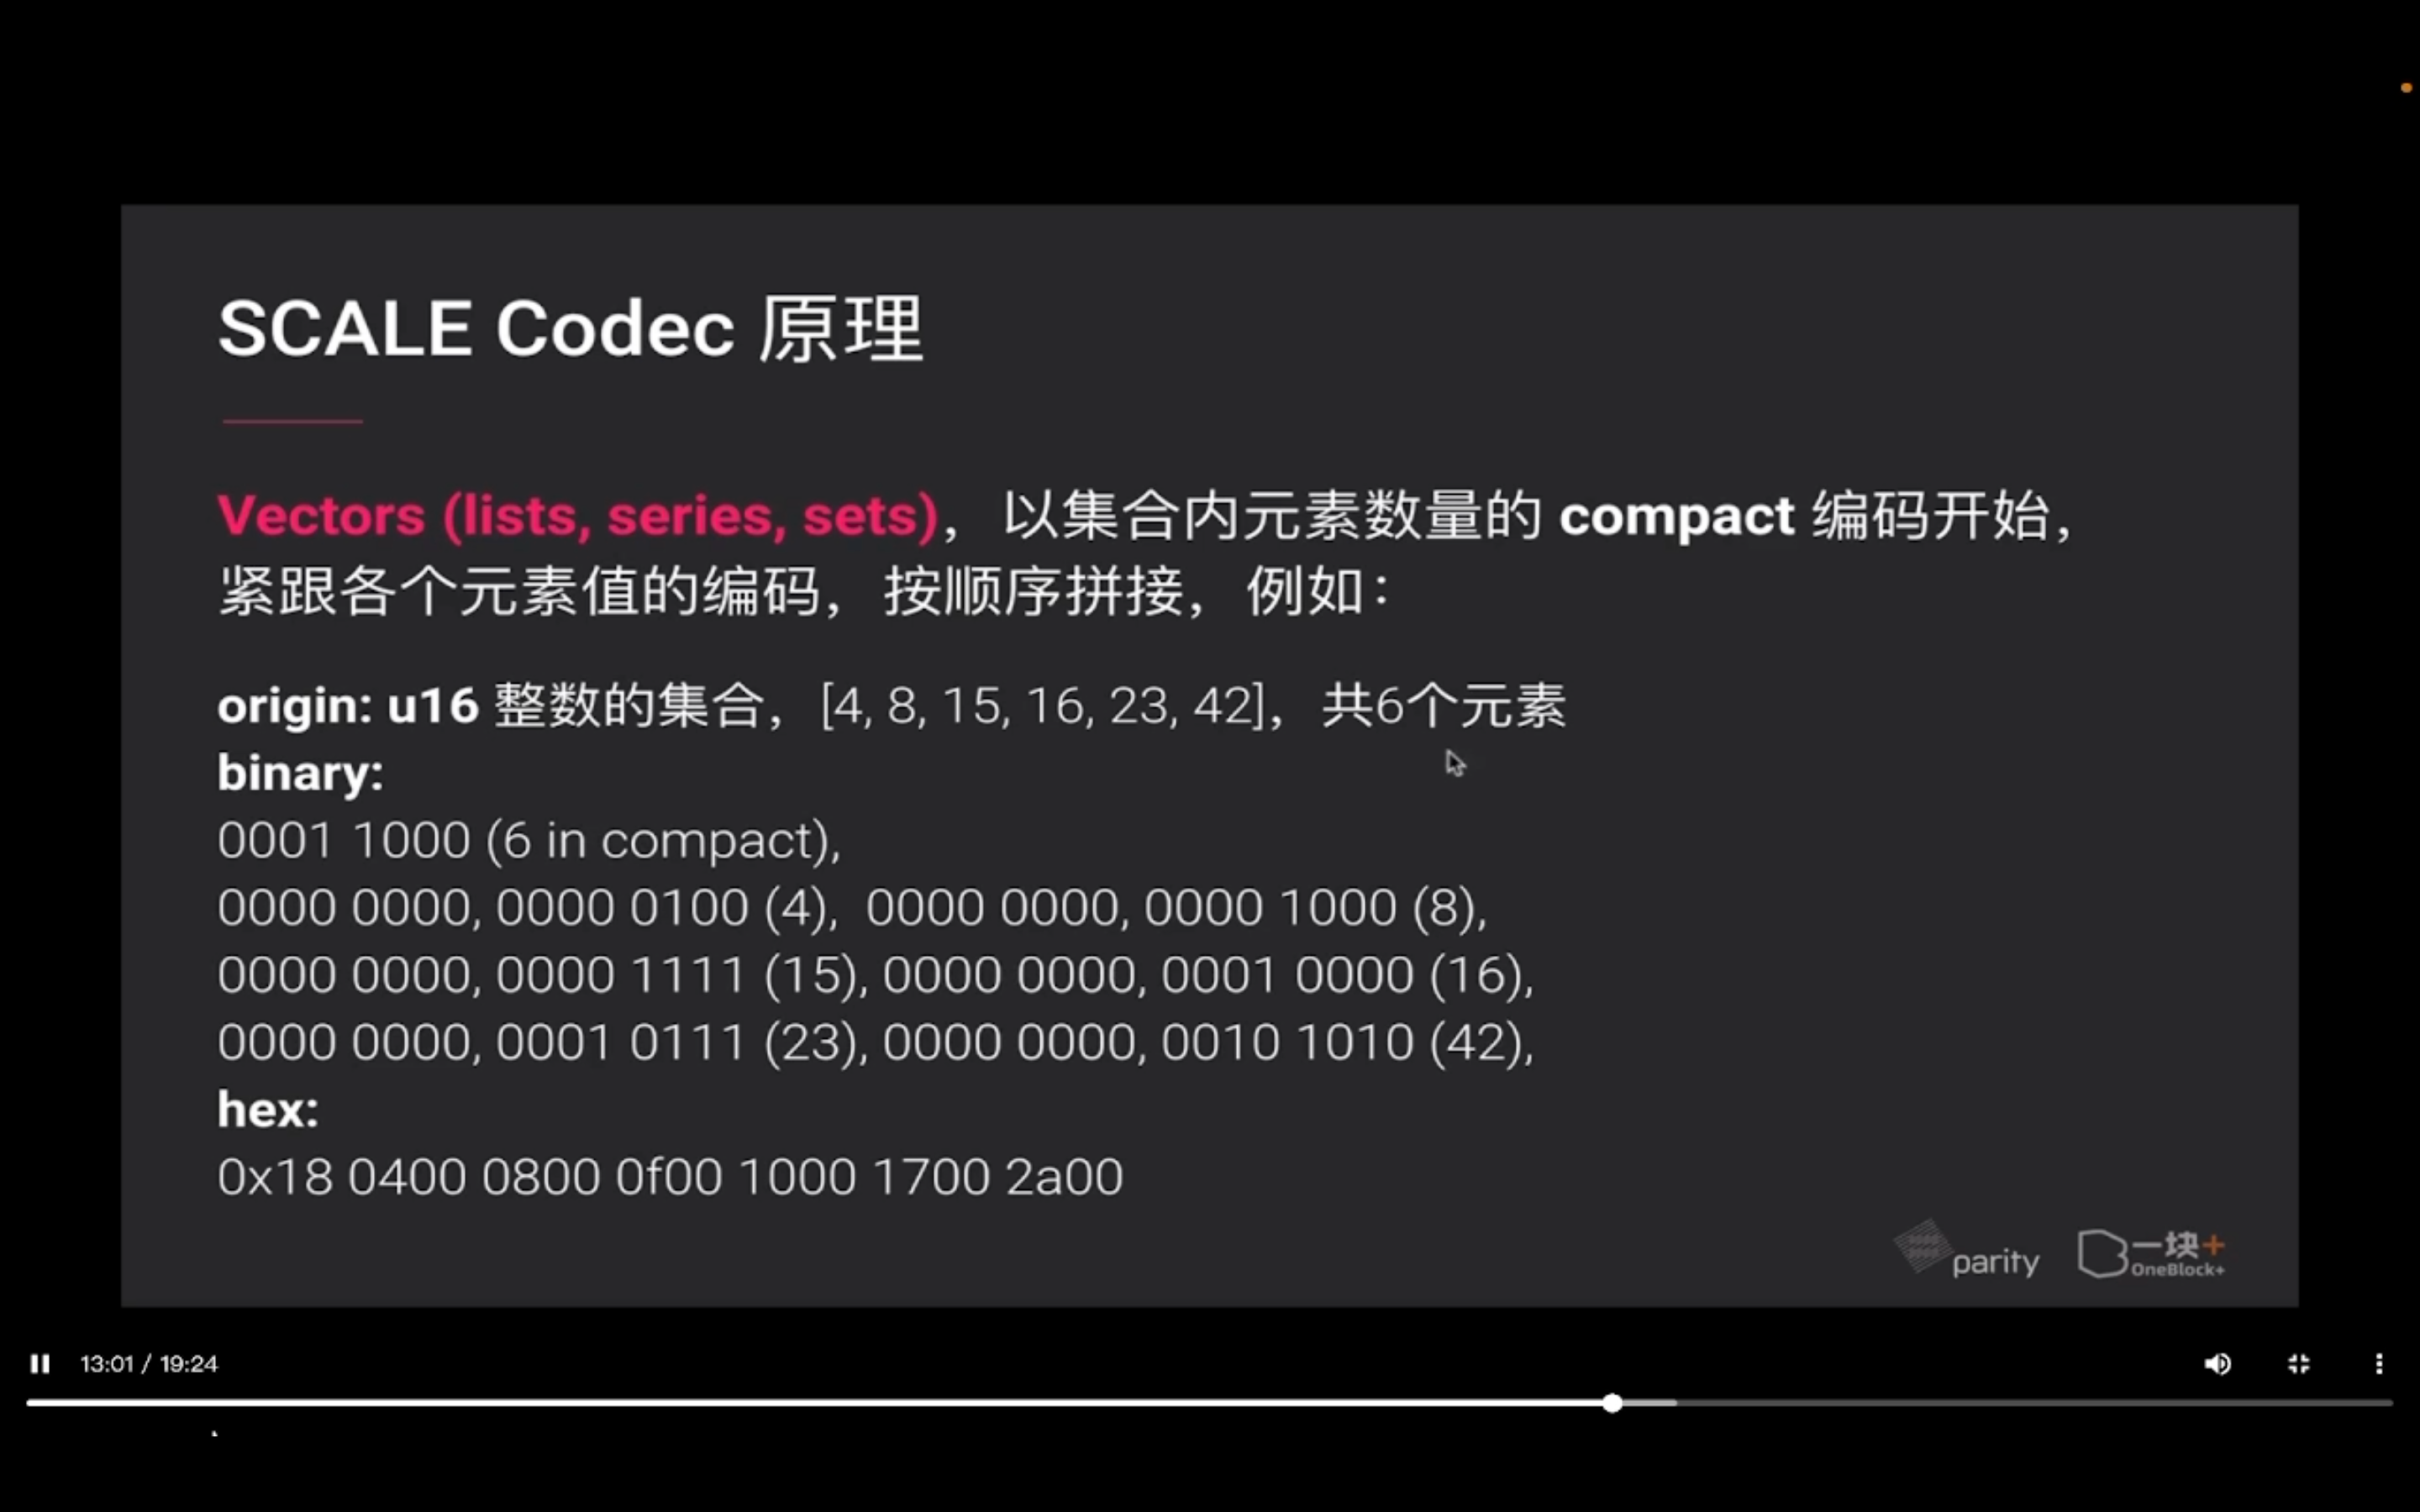 SCALE Codec 原理
Vectors (lists, series, sets)，以集合内元素数量的 compact 编码开始，
紧跟各个元素值的编码，按顺序拼接，例如：
origin: u16 整数的集合，[4, 8, 15, 16, 23, 42]，共6个元素
binary:
0001 1000 (6 in compact),
0000 0000, 0000 0100 (4),  0000 0000, 0000 1000 (8),
0000 0000, 0000 1111 (15), 0000 0000, 0001 0000 (16),
0000 0000, 0001 0111 (23), 0000 0000, 0010 1010 (42),
hex:
0x18 0400 0800 0f00 1000 1700 2a00
parity
一块+
OneBlock+
13:01 / 19:24